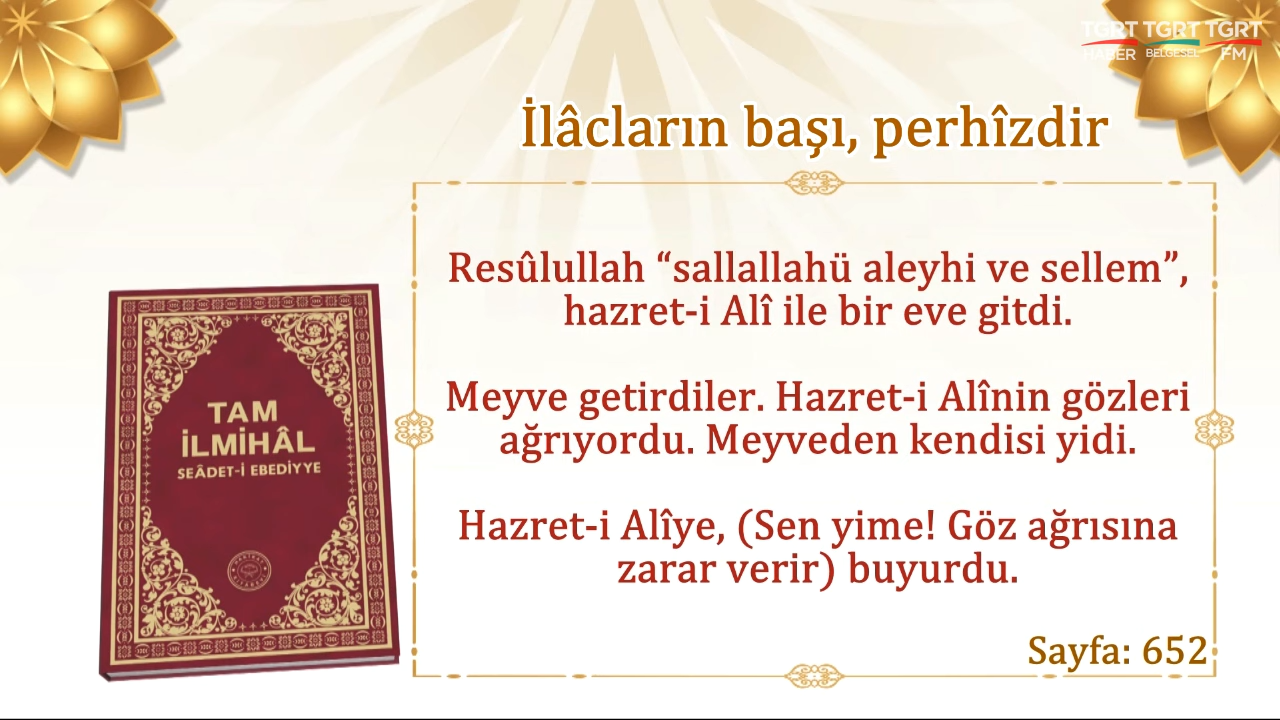 TGRT TGRT TGRT
HABER BELGESEL FM
İlâcların başı, perhîzdir
Resûlullah “sallallahü aleyhi ve sellem”,
hazret-i Alî ile bir eve gitdi.
Meyve getirdiler. Hazret-i Alînin gözleri
ağrıyordu. Meyveden kendisi yidi.
Hazret-i Alîye, (Sen yime! Göz ağrısına
zarar verir) buyurdu.
Sayfa: 652
TAM
İLMİHÂL
SEÂDET-İ EBEDİYYE